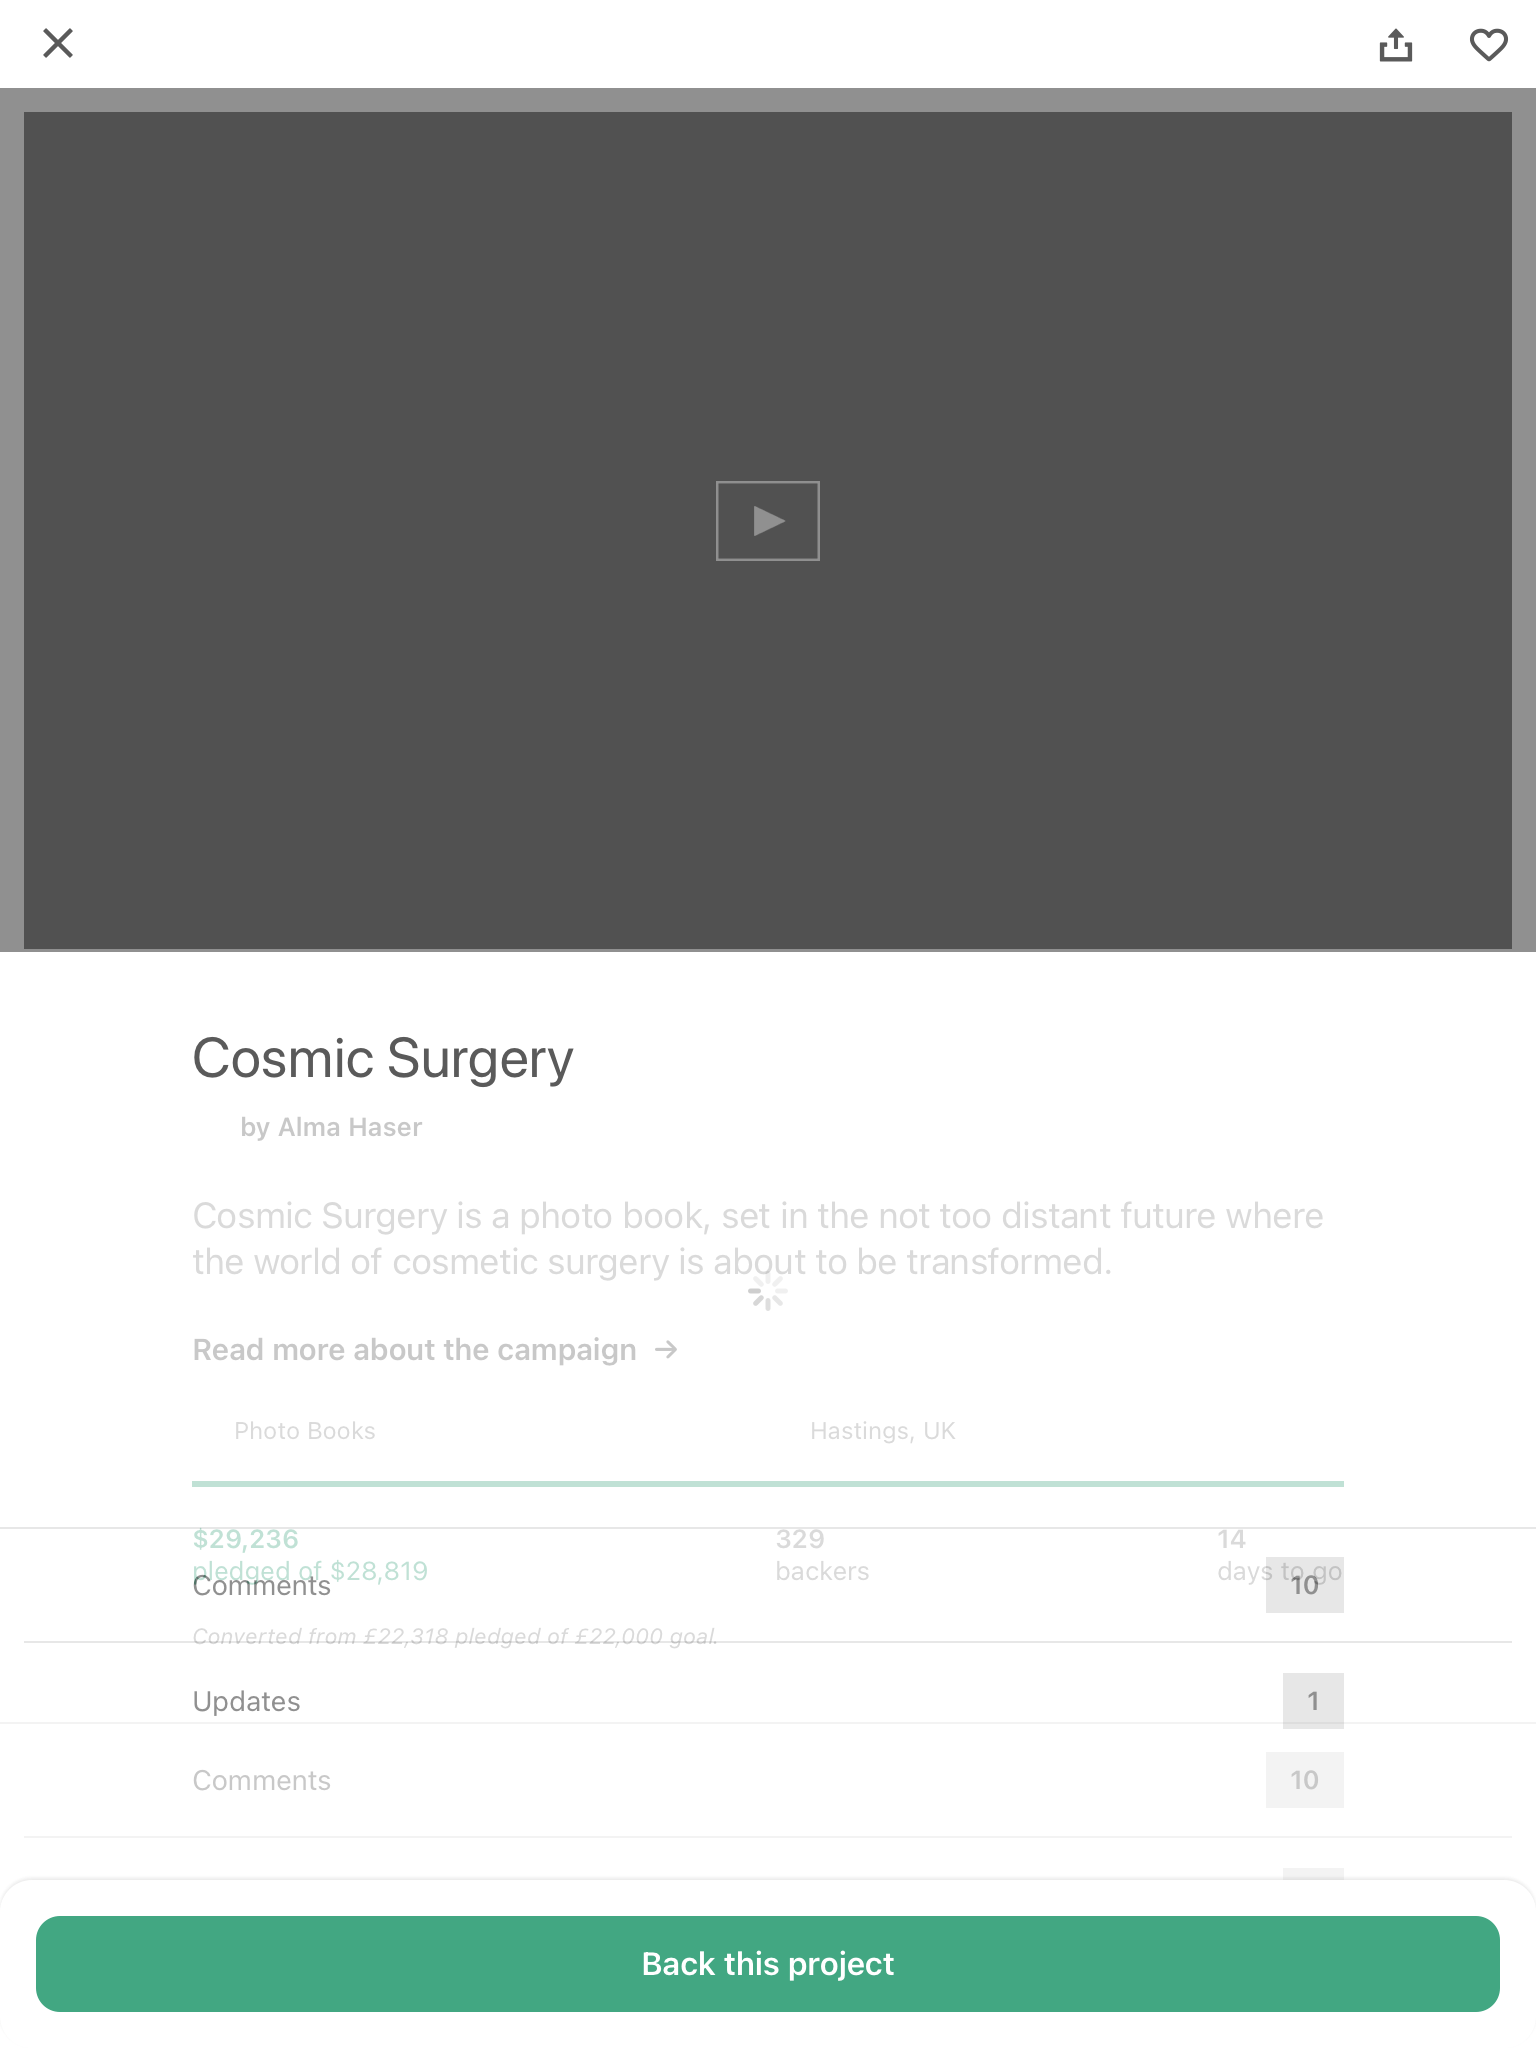 Cosmic Surgery
by Alma Haser
Cosmic Surgery is a photo book, set in the not too distant future where
the world of cosmetic surgery is about to be transformed.
Read more about the campaign →
Photo Books
Hastings, UK
$29,236
pledged of $28,819
329
backers
14
days to go
Comments
10
Converted from £22,318 pledged of £22,000 goal.
Updates
1
Comments
10
Back this project